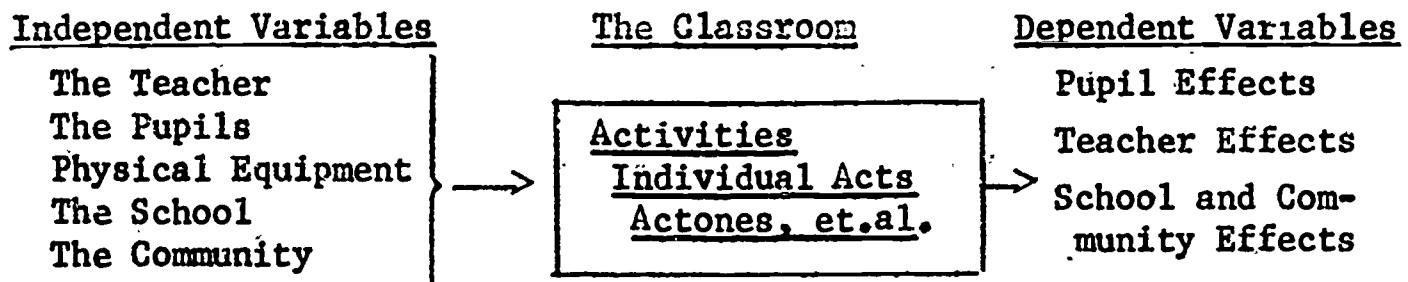 Independent Variables
The Teacher
The Pupils
Physical Equipment
The School
The Community
The Classroom
Activities
Individual Acts
Actones, et.al.
Dependent Variables
Pupil Effects
Teacher Effects
School and Com-
munity Effects